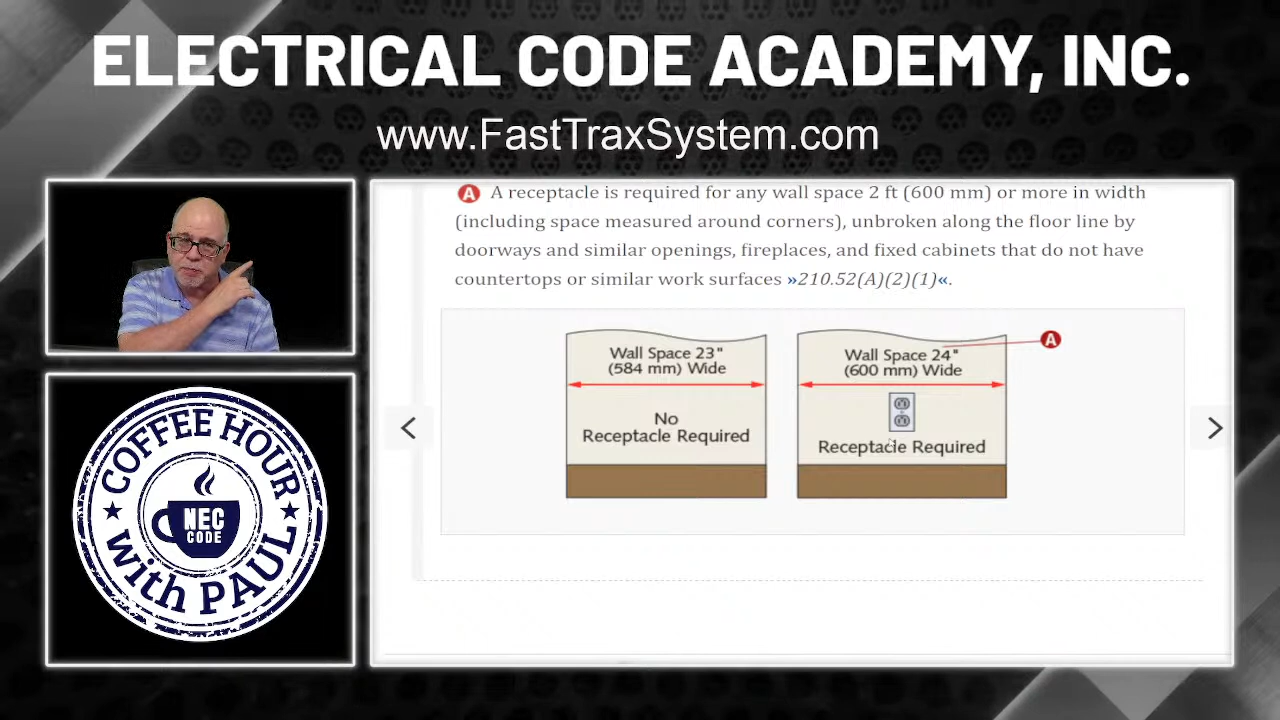 ELECTRICAL CODE ACADEMY, INC.
www.FastTraxSystem.com
A A receptacle is required for any wall space 2 ft (600 mm) or more in width
(including space measured around corners), unbroken along the floor line by
doorways and similar openings, fireplaces, and fixed cabinets that do not have
countertops or similar work surfaces »210.52(A)(2)(1)«.
Wall Space 23"
(584 mm) Wide
No
Receptacle Required
Wall Space 24"
(600 mm) Wide
A
Receptacle Required
COFFEE HOUR
NEC
CODE
with PAUL